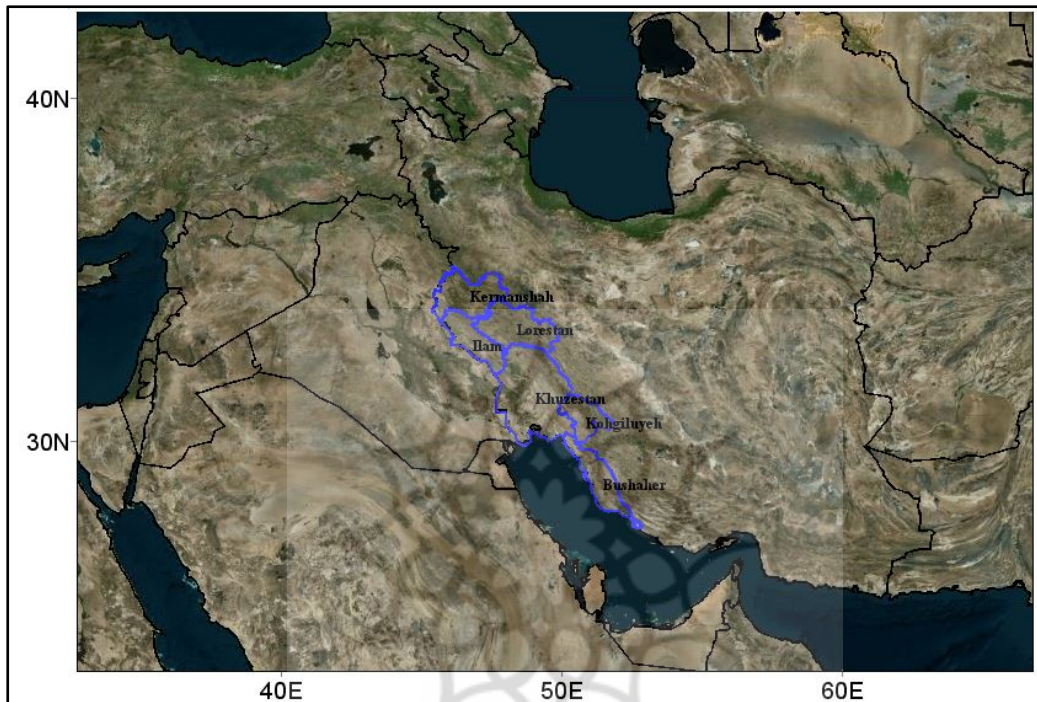 40N
Kermanshah
Lorestan
Ilam
Khuzestan
Kohgiluyeh
30N
Bushaher
40E
50E
60E